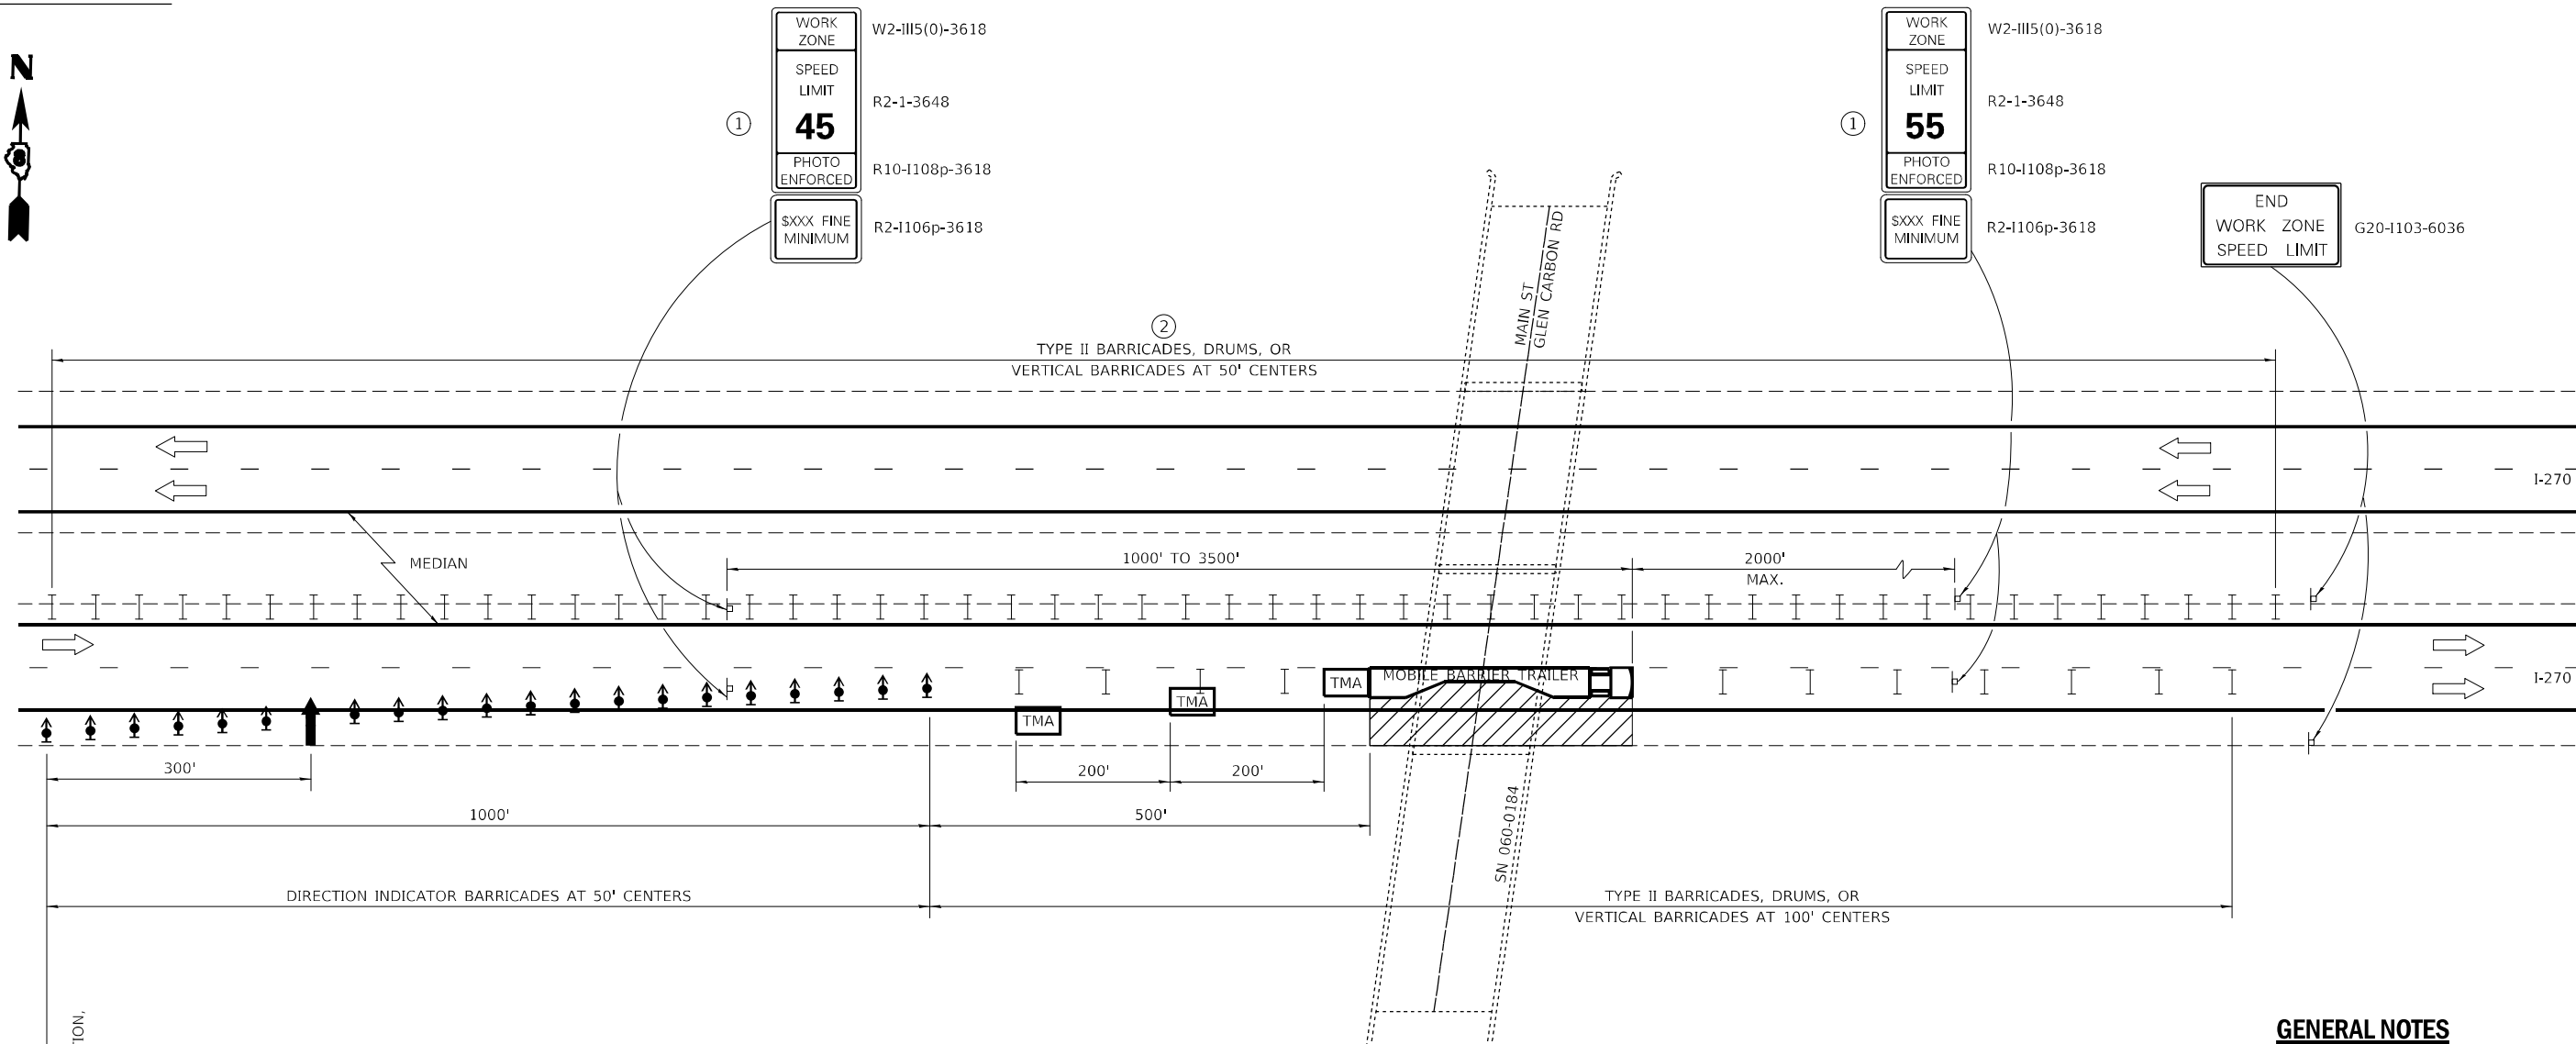 N
8
WORK
ZONE
W2-III5(0)-3618
SPEED
LIMIT
45
R2-1-3648
1
PHOTO
ENFORCED
R10-I108p-3618
$XXX FINE
MINIMUM
R2-I106p-3618
WORK
ZONE
W2-III5(0)-3618
SPEED
LIMIT
55
R2-1-3648
1
PHOTO
ENFORCED
R10-I108p-3618
$XXX FINE
MINIMUM
R2-I106p-3618
END
WORK ZONE
SPEED LIMIT
G20-I103-6036
MAIN ST
GLEN CARBON RD
2
TYPE II BARRICADES, DRUMS, OR
VERTICAL BARRICADES AT 50' CENTERS
I-270
MEDIAN
1000' TO 3500'
2000'
MAX.
TMA
MOBILE BARRIER TRAILER
I-270
TMA
TMA
300'
200'
200'
1000'
500'
SN 060-0184
DIRECTION INDICATOR BARRICADES AT 50' CENTERS
TYPE II BARRICADES, DRUMS, OR
VERTICAL BARRICADES AT 100' CENTERS
TION,
GENERAL NOTES